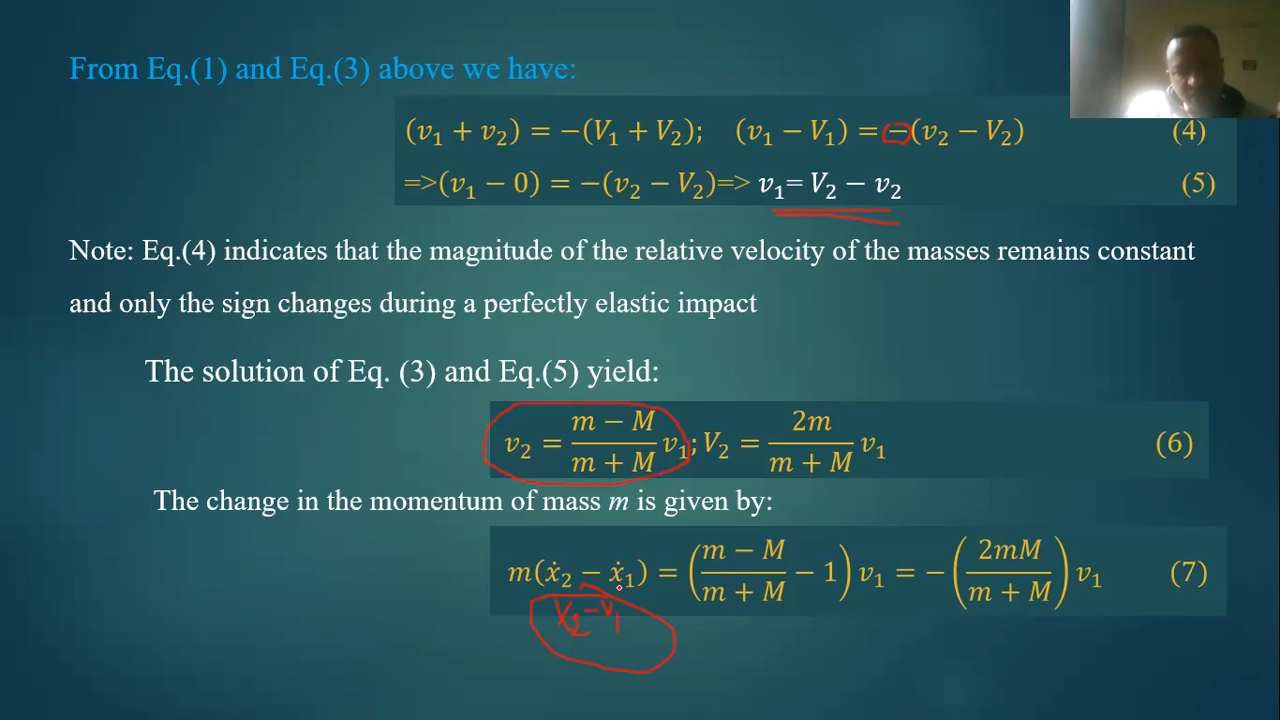 From Eq.(1) and Eq.(3) above we have:
(v₁ + v₂) = −(V₁ + V₂); (v₁ − V₁) = −(v₂ − V₂) (4)
=>(v₁ − 0) = −(v₂ − V₂)=> v₁= V₂ − v₂ (5)
Note: Eq.(4) indicates that the magnitude of the relative velocity of the masses remains constant
and only the sign changes during a perfectly elastic impact
The solution of Eq. (3) and Eq.(5) yield:
v₂ = (m − M)/(m + M) v₁; V₂ = 2m/(m + M) v₁ (6)
The change in the momentum of mass m is given by:
m(ẋ₂ − ẋ₁) = ((m − M)/(m + M) − 1) v₁ = −(2mM/(m + M)) v₁ (7)
V₂ − V₁